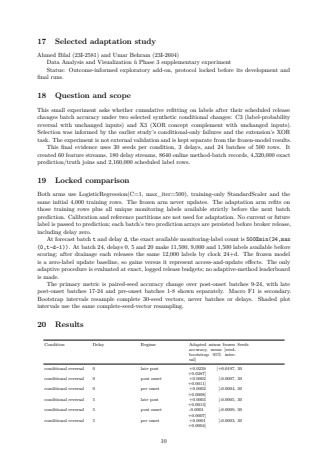 17 Selected adaptation study
Ahmed Bilal (23I-2581) and Umar Behram (23I-2604)
Data Analysis and Visualization û Phase 3 supplementary experiment
Status: Outcome-informed exploratory add-on, protocol locked before its development and
final runs.
18 Question and scope
This small experiment asks whether cumulative refitting on labels after their scheduled release
changes batch accuracy under two selected synthetic conditional changes: C3 (label-probability
reversal with unchanged inputs) and X3 (XOR concept complement with unchanged inputs).
Selection was informed by the earlier study's conditional-only failures and the extension's XOR
task. The experiment is not external validation and is kept separate from the frozen-model results.
This final evidence uses 30 seeds per condition, 3 delays, and 24 batches of 500 rows. It
created 60 feature streams, 180 delay streams, 8640 online method-batch records, 4,320,000 exact
prediction/truth joins and 2,160,000 scheduled label rows.
19 Locked comparison
Both arms use LogisticRegression(C=1, max_iter=500), training-only StandardScaler and the
same initial 4,000 training rows. The frozen arm never updates. The adaptation arm refits on
those training rows plus all unique monitoring labels available strictly before the next batch
prediction. Calibration and reference partitions are not used for adaptation. No current or future
label is passed to prediction; each batch's two prediction arrays are persisted before broker release,
including delay zero.
At forecast batch t and delay d, the exact available monitoring-label count is 500min(24,max
(0,t-d-1)). At batch 24, delays 0, 5 and 20 make 11,500, 9,000 and 1,500 labels available before
scoring; after drainage each releases the same 12,000 labels by clock 24+d. The frozen model
is a zero-label update baseline, so gains versus it represent access-and-update effects. The only
adaptive procedure is evaluated at exact, logged release budgets; no adaptive-method leaderboard
is made.
The primary metric is paired-seed accuracy change over post-onset batches 9-24, with late
post-onset batches 17-24 and pre-onset batches 1-8 shown separately. Macro F1 is secondary.
Bootstrap intervals resample complete 30-seed vectors, never batches or delays. Shaded plot
intervals use the same complete-seed-vector resampling.
20 Results
Condition Delay Regime Adapted minus frozen Seeds
accuracy, mean [seed-
bootstrap 95% inter-
val]
conditional reversal 0 late post
conditional reversal 0 post onset
conditional reversal 0 pre onset
conditional reversal 5 late post
conditional reversal 5 post onset
conditional reversal 5 pre onset